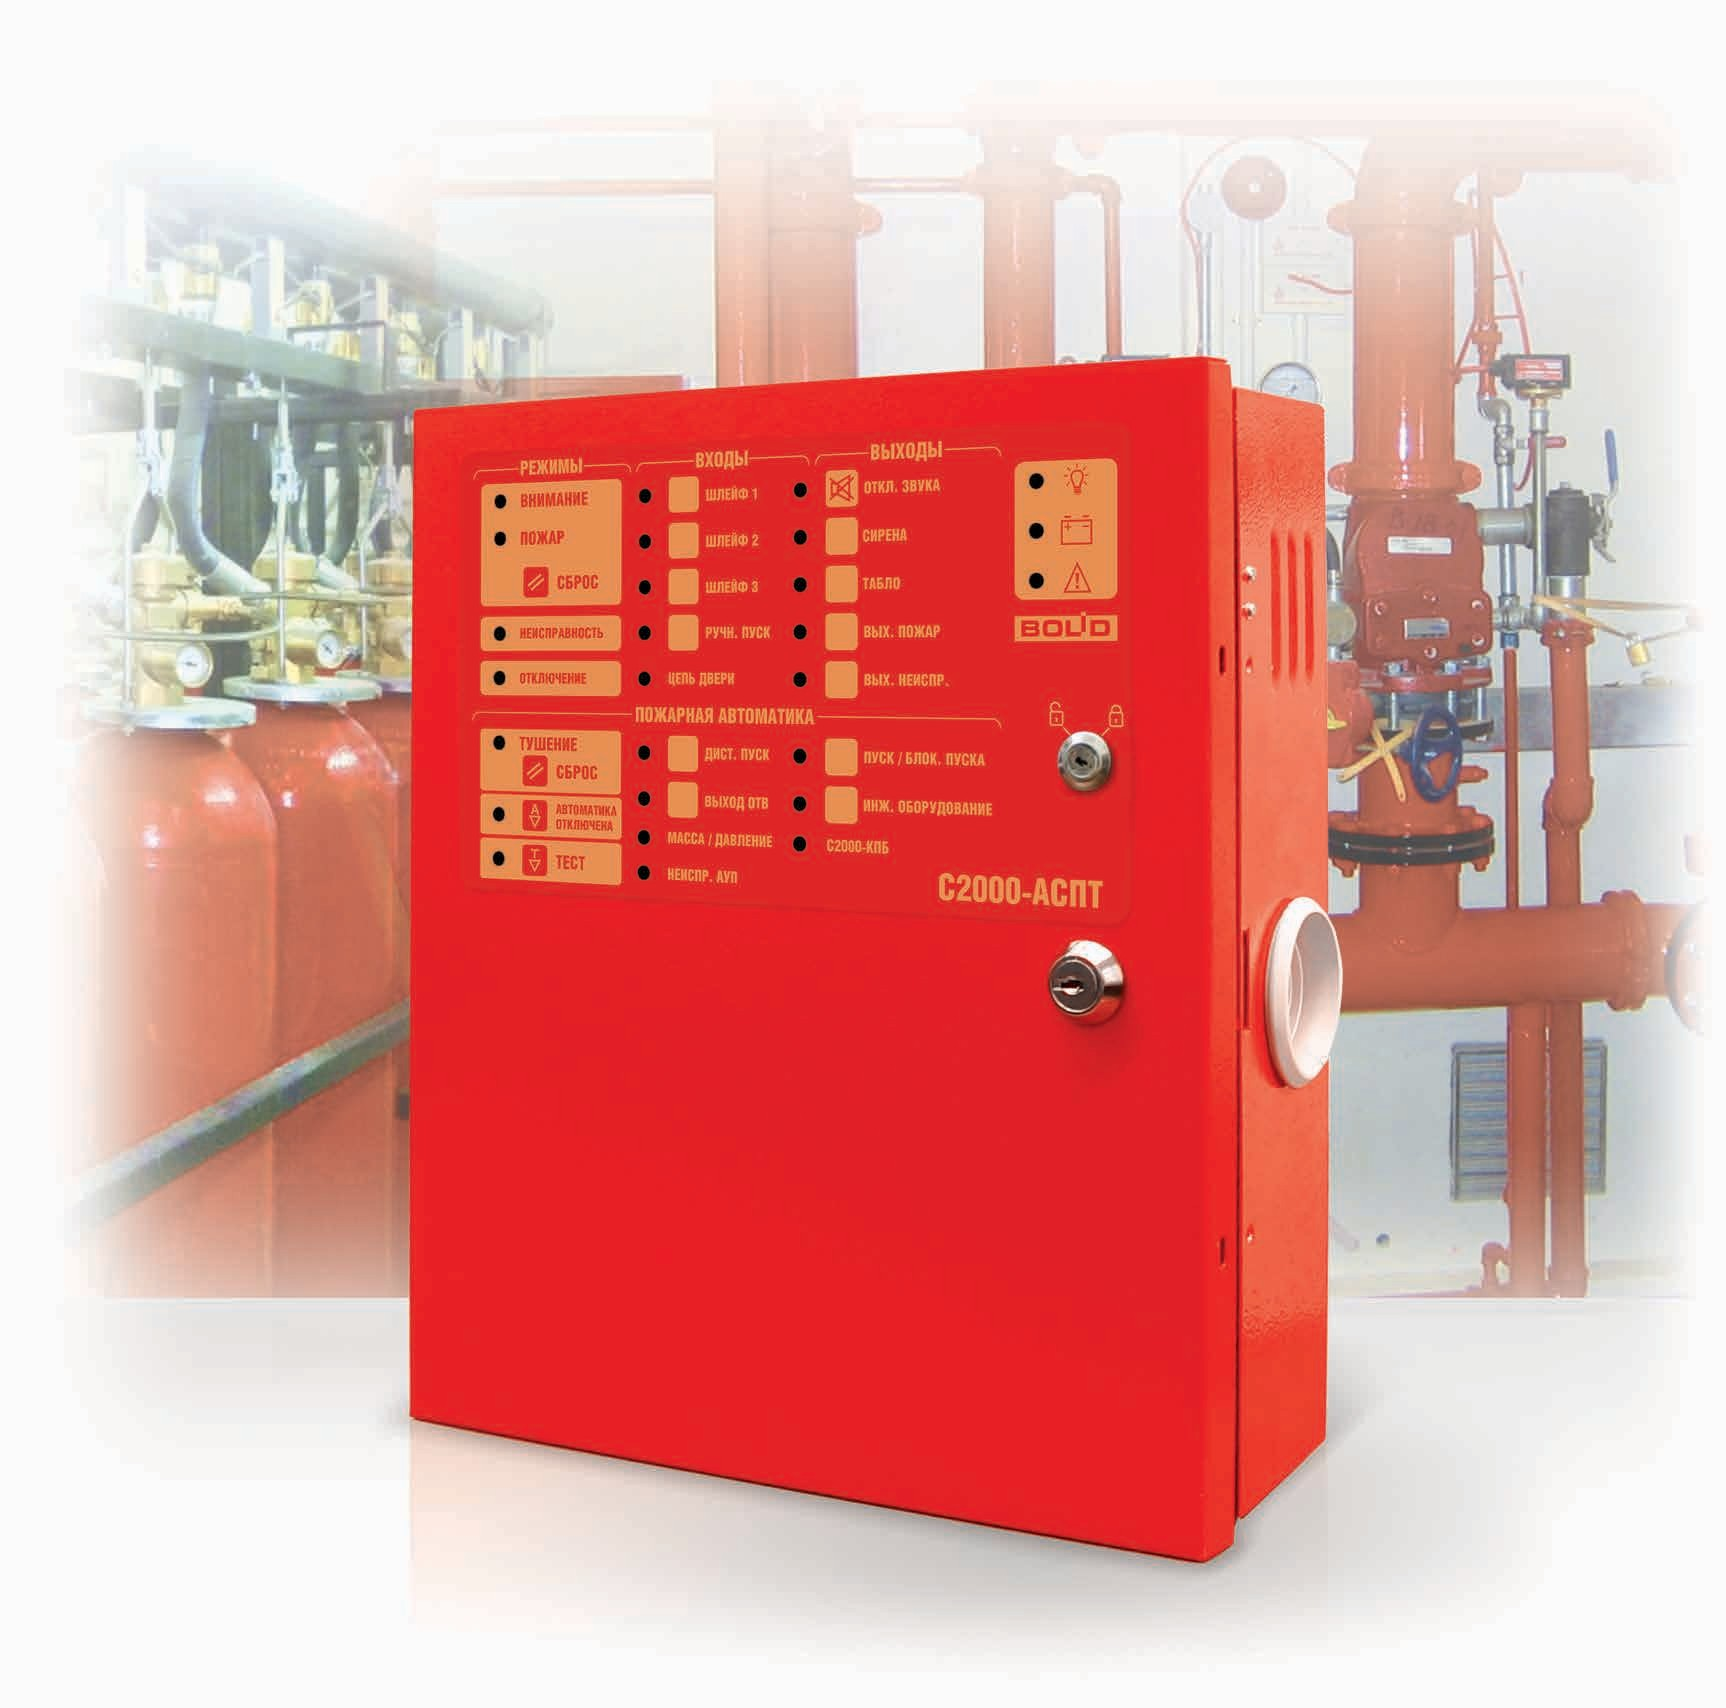 РЕЖИМЫ
ВНИМАНИЕ
ПОЖАР
СБРОС
НЕИСПРАВНОСТЬ
ОТКЛЮЧЕНИЕ
ВХОДЫ
ШЛЕЙФ 1
ШЛЕЙФ 2
ШЛЕЙФ 3
РУЧН. ПУСК
ЦЕПЬ ДВЕРИ
ВЫХОДЫ
ОТКЛ. ЗВУКА
СИРЕНА
ТАБЛО
ВЫХ. ПОЖАР
ВЫХ. НЕИСПР.
BOLID
ПОЖАРНАЯ АВТОМАТИКА
ТУШЕНИЕ
СБРОС
А
АВТОМАТИКА
ОТКЛЮЧЕНА
Т
ТЕСТ
ДИСТ. ПУСК
ВЫХОД ОТВ
МАССА / ДАВЛЕНИЕ
НЕИСПР. АУП
ПУСК / БЛОК. ПУСКА
ИНЖ. ОБОРУДОВАНИЕ
С2000-КПБ
С2000-АСПТ